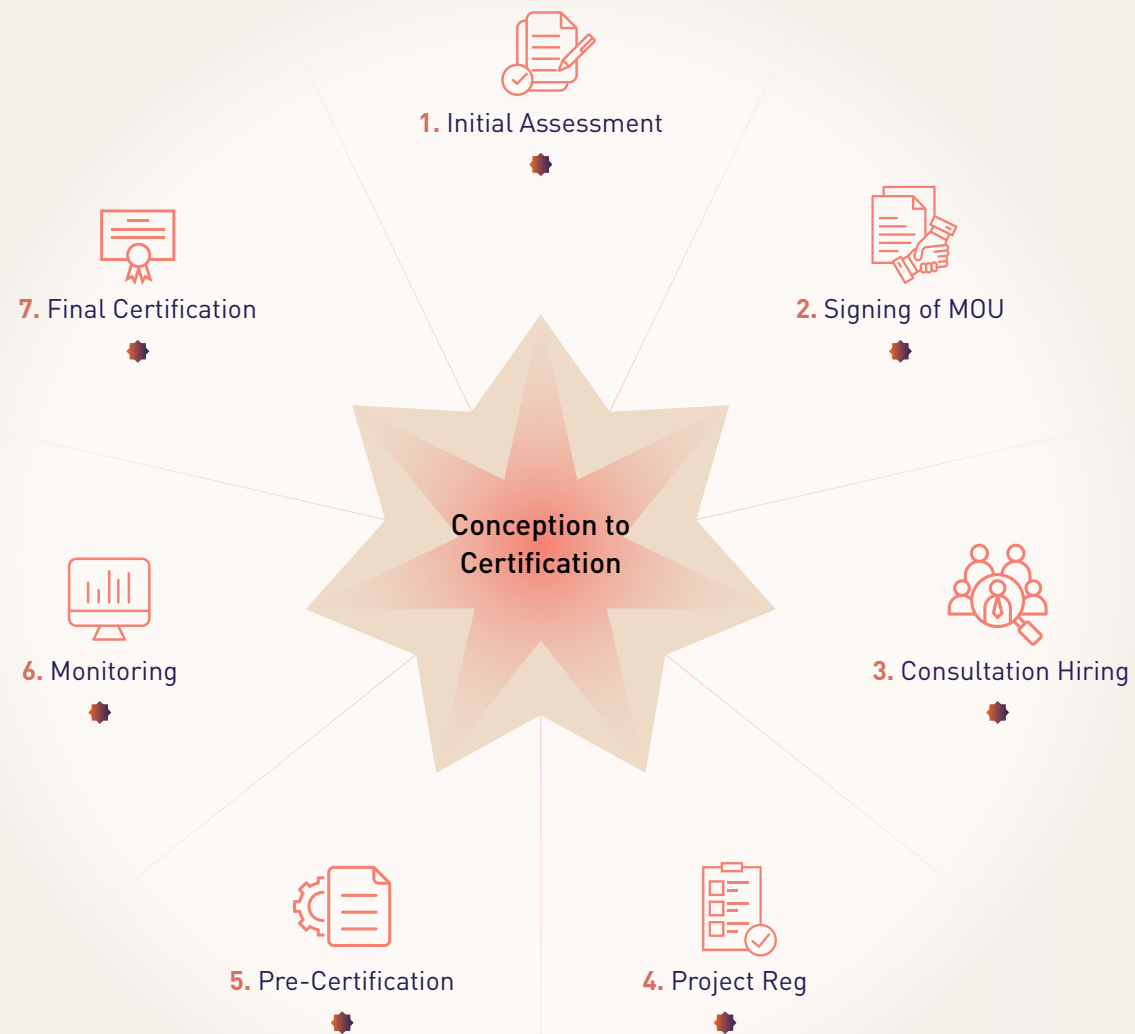 1. Initial Assessment
2. Signing of MOU
3. Consultation Hiring
4. Project Reg
5. Pre-Certification
6. Monitoring
7. Final Certification
Conception to
Certification